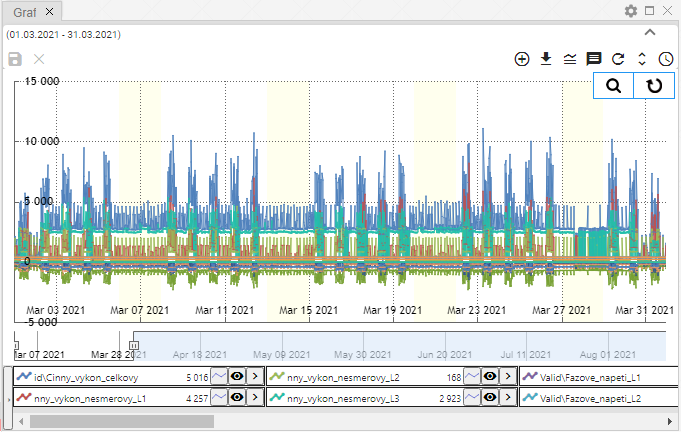 Graf
(01.03.2021 - 31.03.2021)
15 000
10 000
5 000
0
Mar 03 2021 Mar 07 2021 Mar 11 2021 Mar 15 2021 Mar 19 2021 Mar 23 2021 Mar 27 2021 Mar 31 2021
-5 000
ar 07 2021 Mar 28 2021 Apr 18 2021 May 09 2021 May 30 2021 Jun 20 2021 Jul 11 2021 Aug 01 2021
id\Cinny_vykon_celkovy 5 016 nny_vykon_nesmerovy_L2 168 Valid\Fazove_napeti_L1
nny_vykon_nesmerovy_L1 4 257 nny_vykon_nesmerovy_L3 2 923 Valid\Fazove_napeti_L2